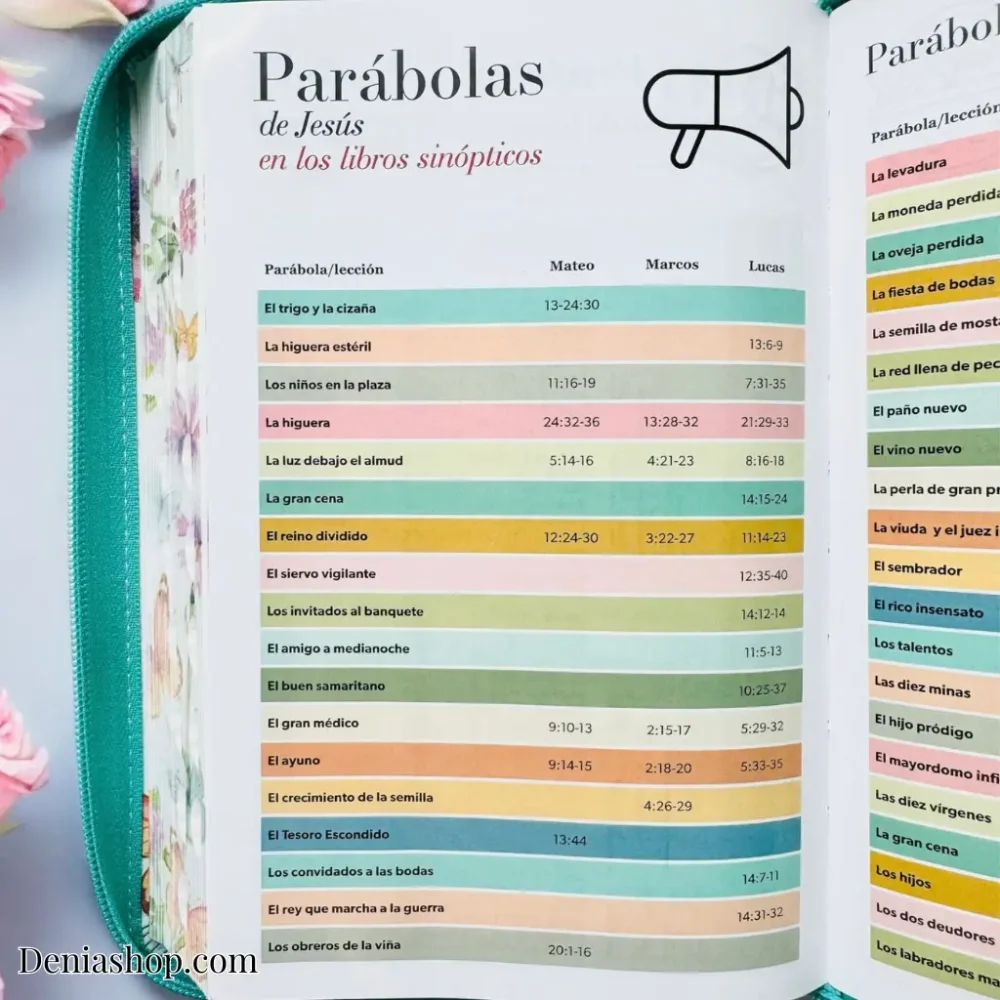 Parábolas
de Jesús
en los libros sinópticos
Parábola/lección Mateo Marcos Lucas
El trigo y la cizaña 13-24:30
La higuera estéril 13:6-9
Los niños en la plaza 11:16-19 7:31-35
La higuera 24:32-36 13:28-32 21:29-33
La luz debajo el almud 5:14-16 4:21-23 8:16-18
La gran cena 14:15-24
El reino dividido 12:24-30 3:22-27 11:14-23
El siervo vigilante 12:35-40
Los invitados al banquete 14:12-14
El amigo a medianoche 11:5-13
El buen samaritano 10:25-37
El gran médico 9:10-13 2:15-17 5:29-32
El ayuno 9:14-15 2:18-20 5:33-35
El crecimiento de la semilla 4:26-29
El Tesoro Escondido 13:44
Los convidados a las bodas 14:7-11
El rey que marcha a la guerra 14:31-32
Los obreros de la viña 20:1-16
Parábola/lección
La levadura
La moneda perdida
La oveja perdida
La fiesta de bodas
La semilla de
La red llena de
El paño nuevo
El vino nuevo
La perla de gran
La viuda y el juez
El sembrador
El rico insensato
Los talentos
Las diez minas
El hijo pródigo
El mayordomo
Las diez vírgenes
La gran cena
Los hijos
Los dos deudores
Los labradores
Deniashop.com